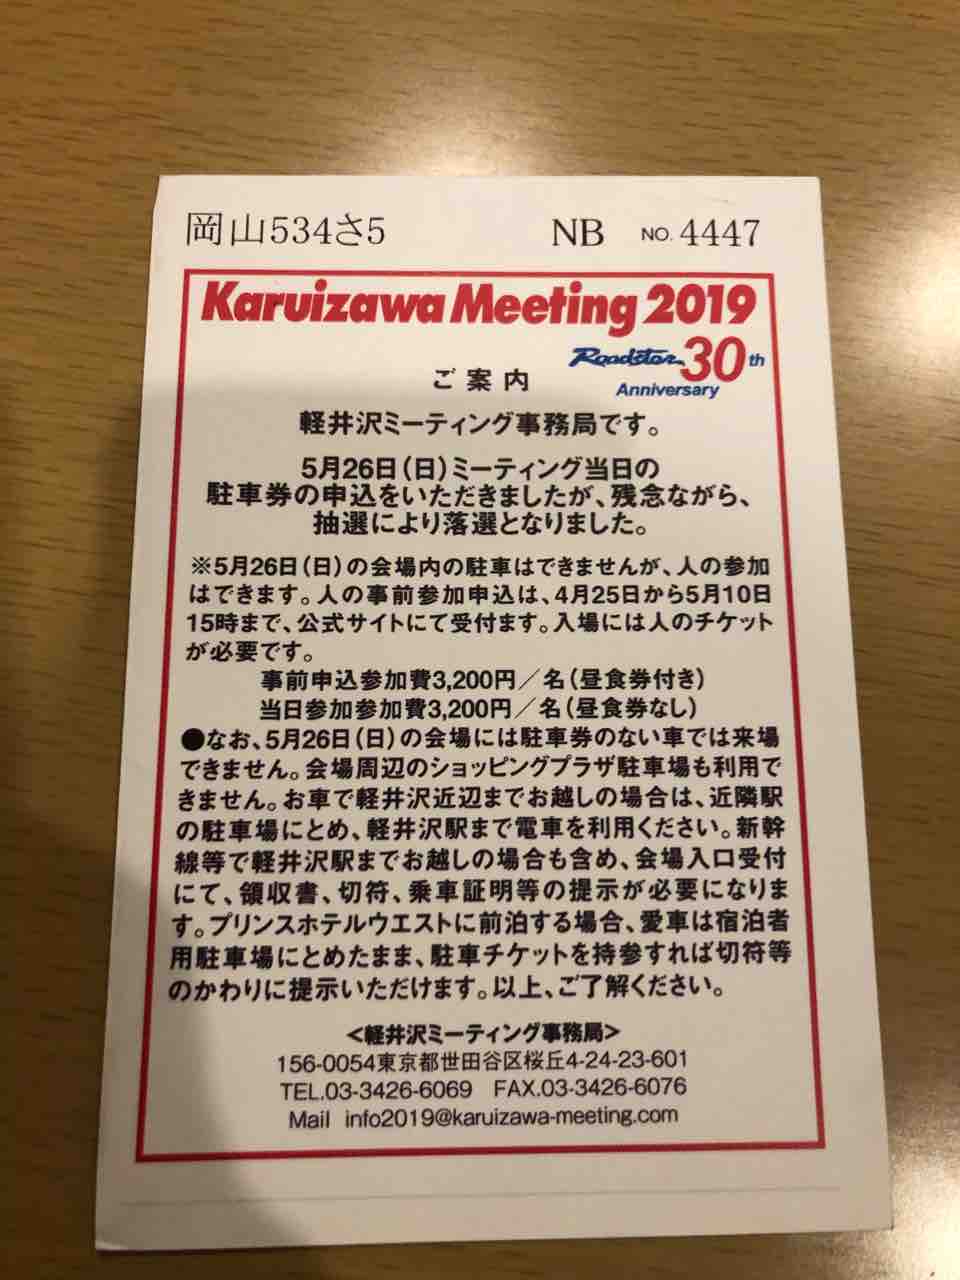 岡山534さ5 NB NO. 4447
Karuizawa Meeting 2019
Roadster 30th
Anniversary
ご案内
軽井沢ミーティング事務局です。
5月26日(日)ミーティング当日の
駐車券の申込をいただきましたが、残念ながら、
抽選により落選となりました。
※5月26日(日)の会場内の駐車はできませんが、人の参加
はできます。人の事前参加申込は、4月25日から5月10日
15時まで、公式サイトにて受付ます。入場には人のチケット
が必要です。
事前申込参加費3,200円/名(昼食券付き)
当日参加参加費3,200円/名(昼食券なし)
●なお、5月26日(日)の会場には駐車券のない車では来場
できません。会場周辺のショッピングプラザ駐車場も利用で
きません。お車で軽井沢近辺までお越しの場合は、近隣駅
の駐車場にとめ、軽井沢駅まで電車を利用ください。新幹
線等で軽井沢駅までお越しの場合も含め、会場入口受付
にて、領収書、切符、乗車証明等の提示が必要になりま
す。プリンスホテルウエストに前泊する場合、愛車は宿泊者
用駐車場にとめたまま、駐車チケットを持参すれば切符等
のかわりに提示いただけます。以上、ご了解ください。
<軽井沢ミーティング事務局>
156-0054東京都世田谷区桜丘4-24-23-601
TEL.03-3426-6069 FAX.03-3426-6076
Mail info2019@karuizawa-meeting.com